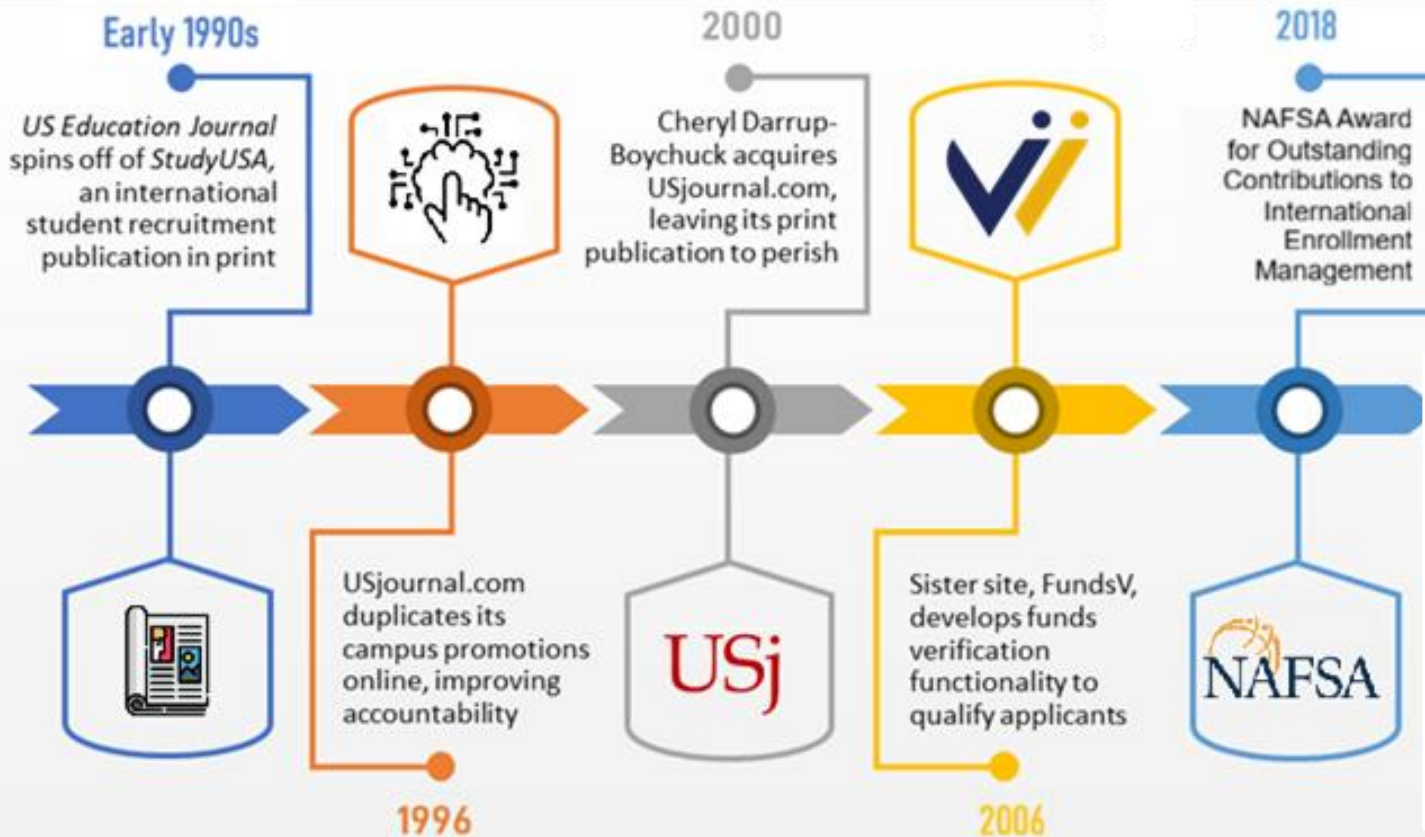 Early 1990s
US Education Journal
spins off of StudyUSA,
an international
student recruitment
publication in print
2000
Cheryl Darrup-
Boychuck acquires
USjournal.com,
leaving its print
publication to perish
2018
NAFSA Award
for Outstanding
Contributions to
International
Enrollment
Management
USjournal.com
duplicates its
campus promotions
online, improving
accountability
1996
USj
Sister site, FundsV,
develops funds
verification
functionality to
qualify applicants
2006
NAFSA